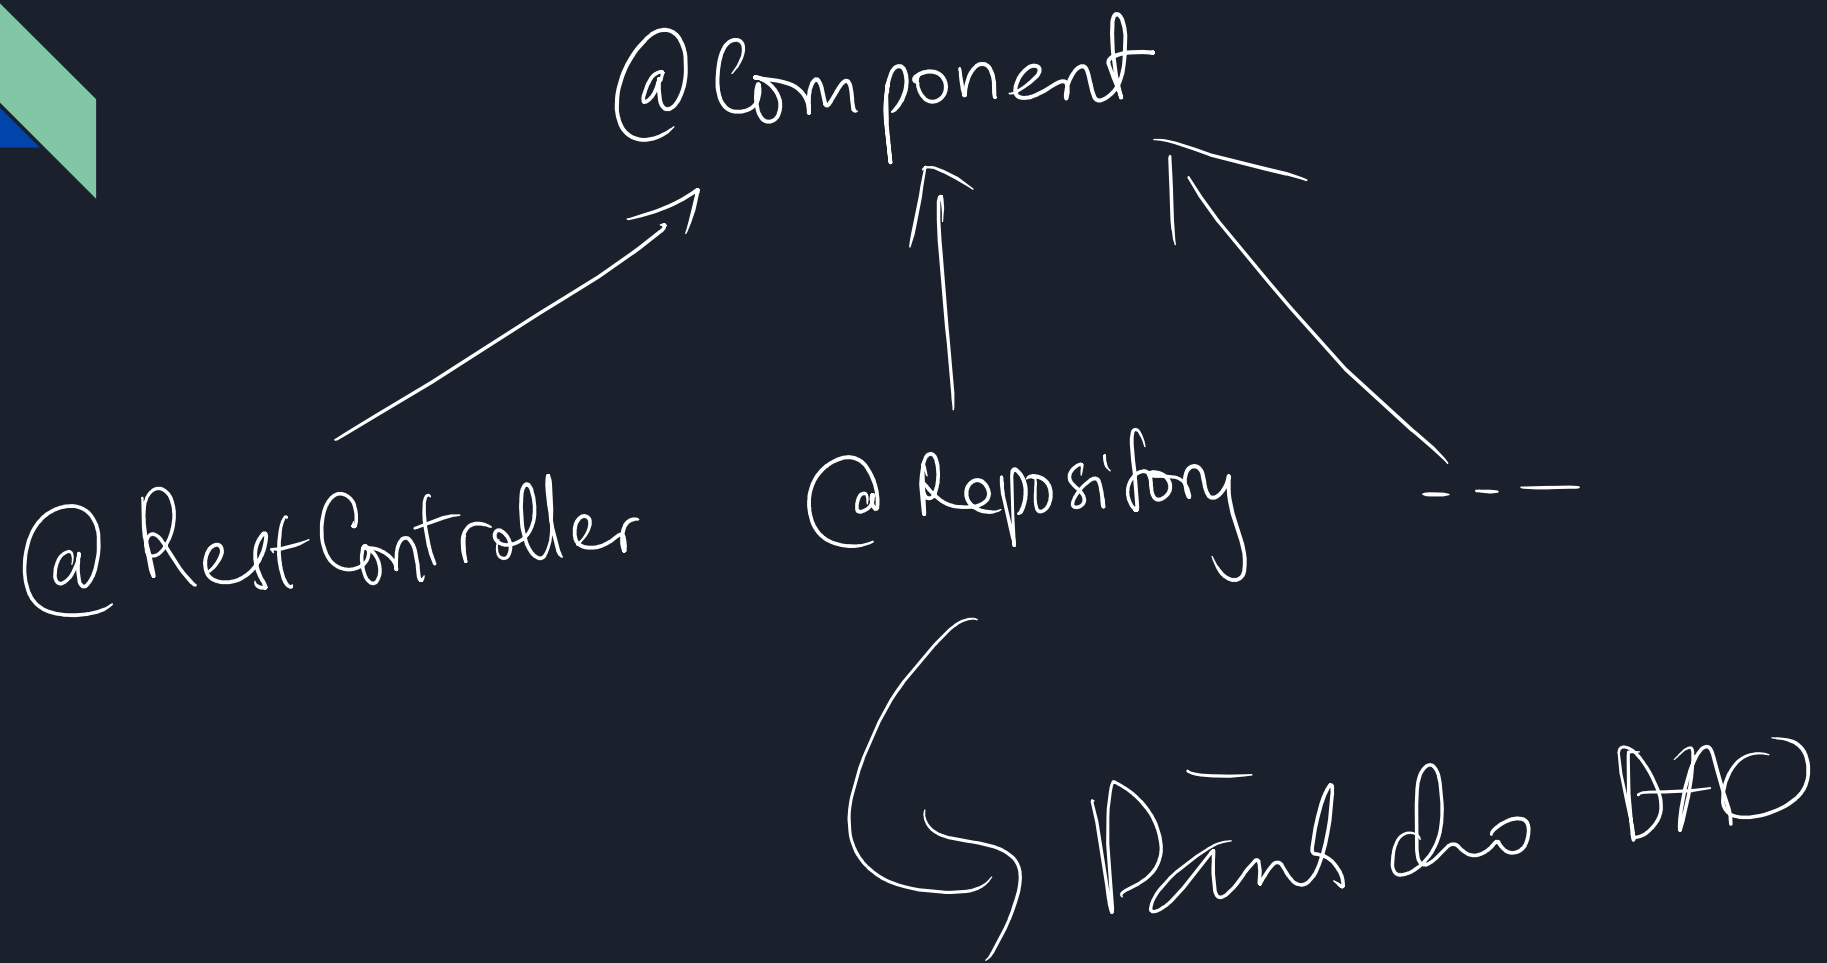 @Component
@RestController @Repository ---
Dành cho DAO